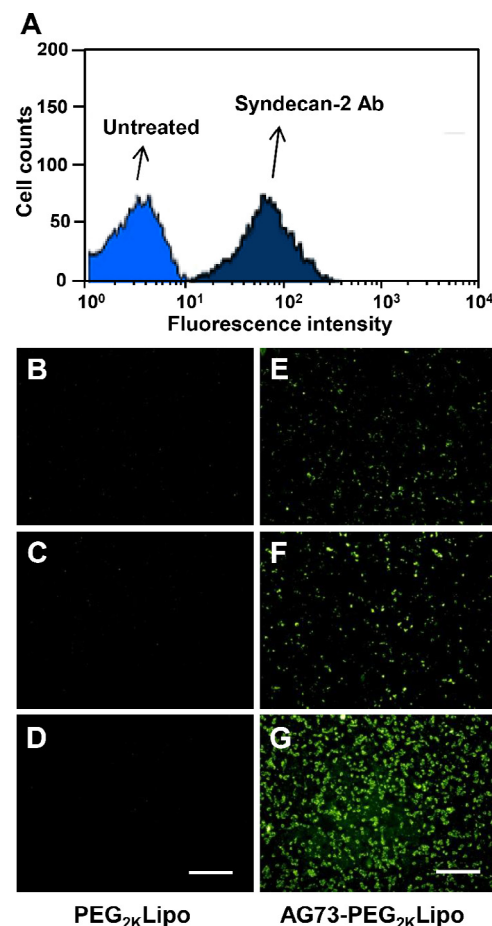 A
200
150
100
50
0
Cell counts
Untreated
Syndecan-2 Ab
10⁰ 10¹ 10² 10³ 10⁴
Fluorescence intensity
B
E
C
F
D
G
PEG₂ₖLipo
AG73-PEG₂ₖLipo